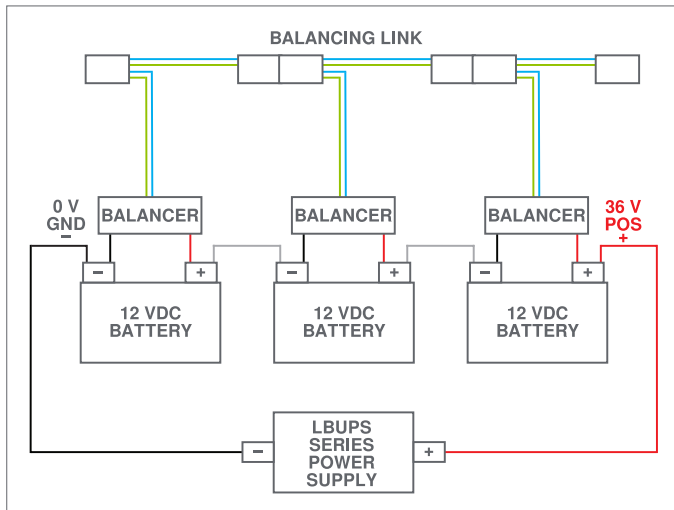 BALANCING LINK
0 V
GND
–
BALANCER
BALANCER
BALANCER
36 V
POS
+
– +
– +
– +
12 VDC
BATTERY
12 VDC
BATTERY
12 VDC
BATTERY
–
LBUPS
SERIES
POWER
SUPPLY
+